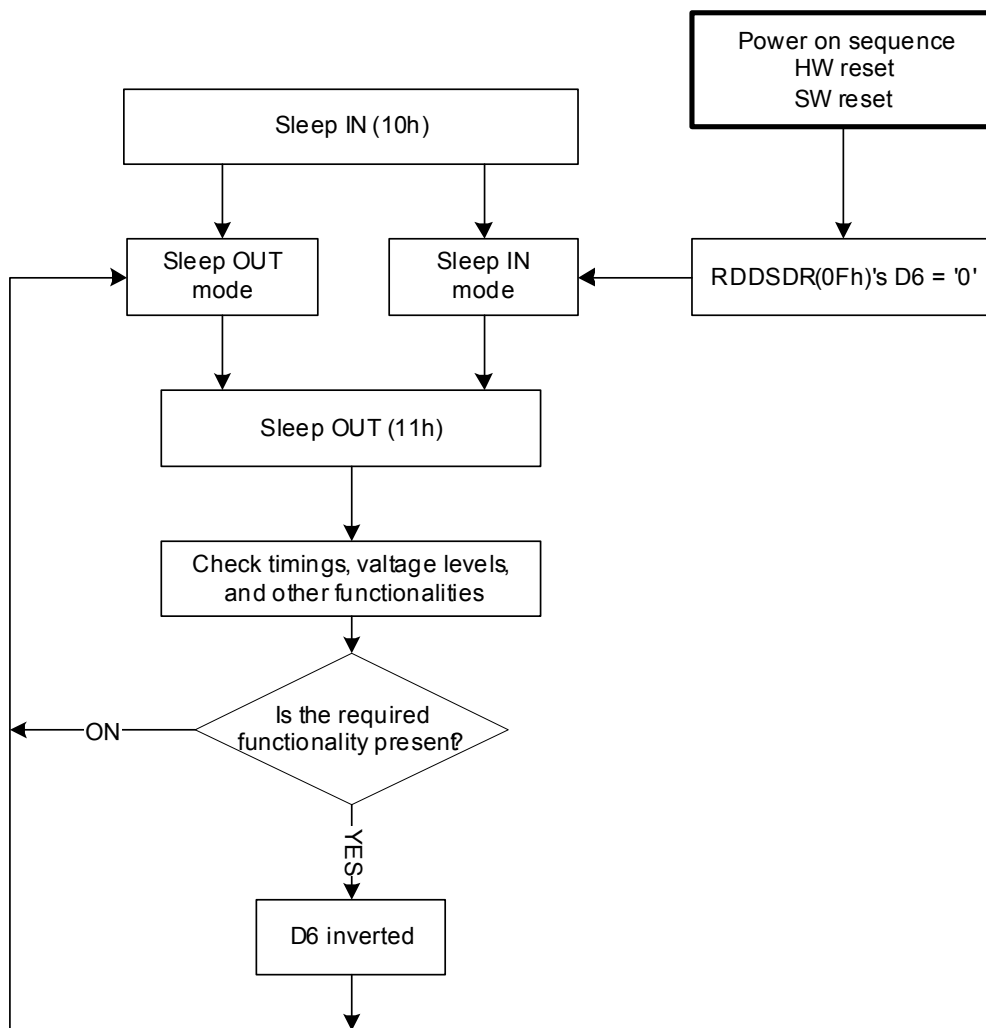 Power on sequence
HW reset
SW reset
Sleep IN (10h)
Sleep OUT
mode
Sleep IN
mode
RDDSDR(0Fh)'s D6 = '0'
Sleep OUT (11h)
Check timings, valtage levels,
and other functionalities
Is the required
functionality present?
ON
YES
D6 inverted